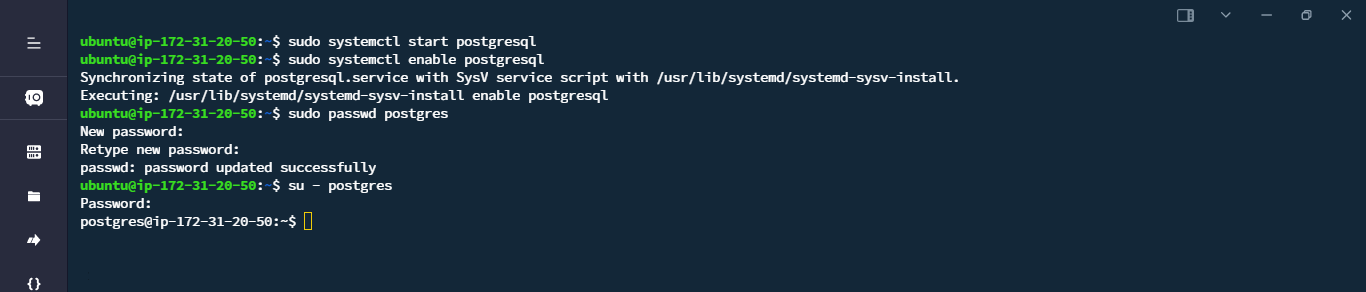 ubuntu@ip-172-31-20-50:~$ sudo systemctl start postgresql
ubuntu@ip-172-31-20-50:~$ sudo systemctl enable postgresql
Synchronizing state of postgresql.service with SysV service script with /usr/lib/systemd/systemd-sysv-install.
Executing: /usr/lib/systemd/systemd-sysv-install enable postgresql
ubuntu@ip-172-31-20-50:~$ sudo passwd postgres
New password:
Retype new password:
passwd: password updated successfully
ubuntu@ip-172-31-20-50:~$ su - postgres
Password:
postgres@ip-172-31-20-50:~$